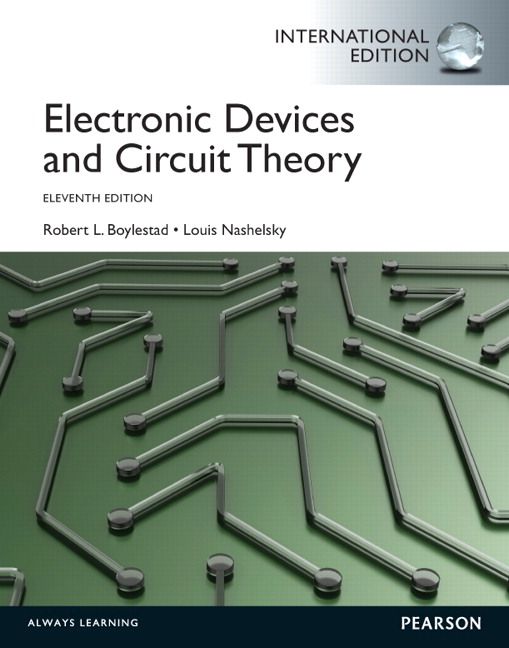 INTERNATIONAL
EDITION
Electronic Devices
and Circuit Theory
ELEVENTH EDITION
Robert L. Boylestad • Louis Nashelsky
ALWAYS LEARNING
PEARSON